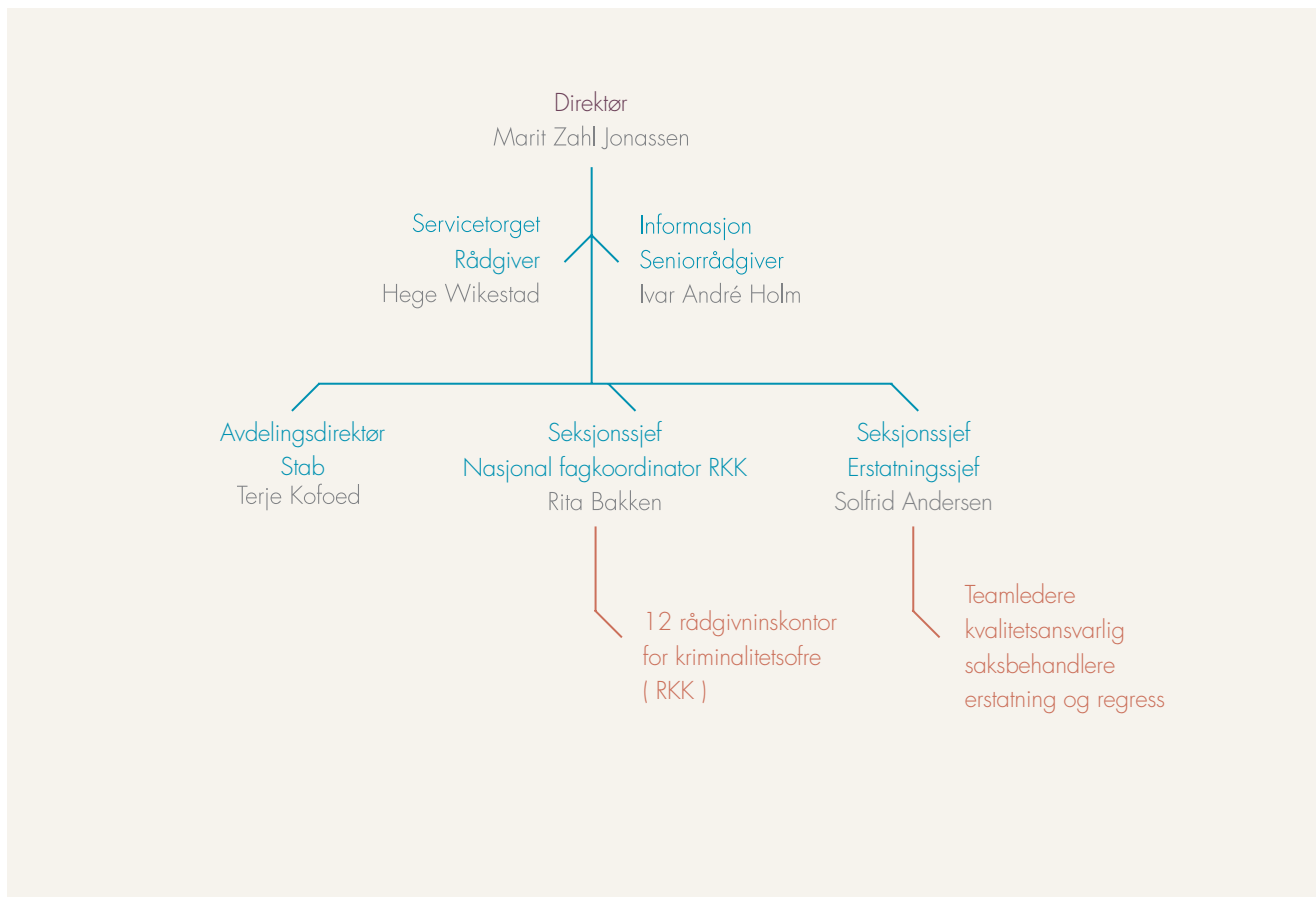 Direktør
Marit Zahl Jonassen
Servicetorget
Rådgiver
Hege Wikestad
Informasjon
Seniorrådgiver
Ivar André Holm
Avdelingsdirektør
Stab
Terje Kofoed
Seksjonssjef
Nasjonal fagkoordinator RKK
Rita Bakken
Seksjonssjef
Erstatningssjef
Solfrid Andersen
12 rådgivninskontor
for kriminalitetsofre
( RKK )
Teamledere
kvalitetsansvarlig
saksbehandlere
erstatning og regress